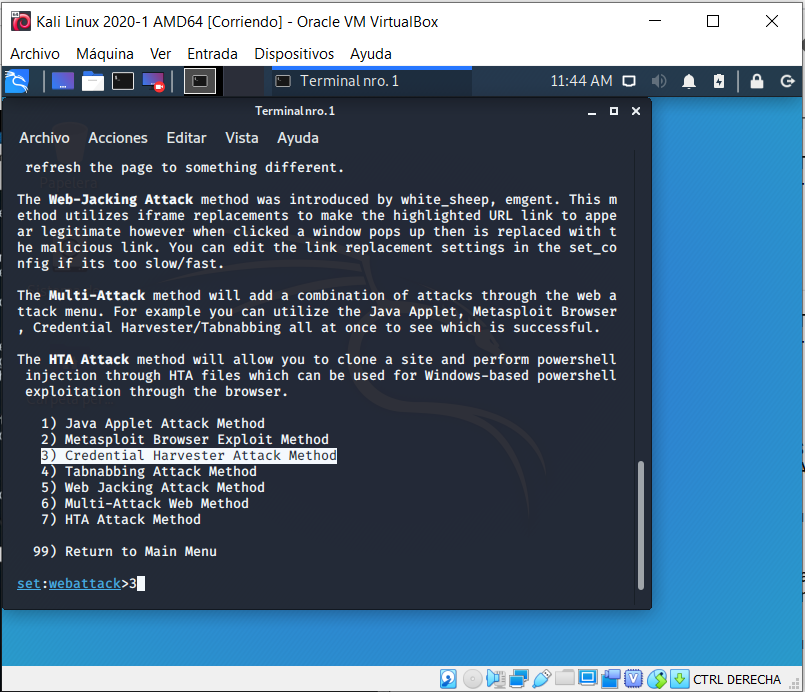 Kali Linux 2020-1 AMD64 [Corriendo] - Oracle VM VirtualBox
Archivo Máquina Ver Entrada Dispositivos Ayuda
Terminal nro. 1 11:44 AM
Terminal nro. 1
Archivo Acciones Editar Vista Ayuda
refresh the page to something different.
The Web-Jacking Attack method was introduced by white_sheep, emgent. This m
ethod utilizes iframe replacements to make the highlighted URL link to appe
ar legitimate however when clicked a window pops up then is replaced with t
he malicious link. You can edit the link replacement settings in the set_co
nfig if its too slow/fast.
The Multi-Attack method will add a combination of attacks through the web a
ttack menu. For example you can utilize the Java Applet, Metasploit Browser
, Credential Harvester/Tabnabbing all at once to see which is successful.
The HTA Attack method will allow you to clone a site and perform powershell
injection through HTA files which can be used for Windows-based powershell
exploitation through the browser.
1) Java Applet Attack Method
2) Metasploit Browser Exploit Method
3) Credential Harvester Attack Method
4) Tabnabbing Attack Method
5) Web Jacking Attack Method
6) Multi-Attack Web Method
7) HTA Attack Method
99) Return to Main Menu
set:webattack>3
CTRL DERECHA